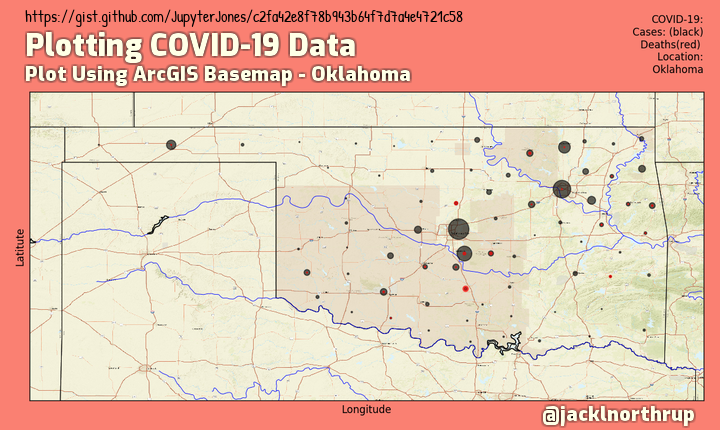 https://gist.github.com/JupyterJones/c2fa42e8f78b943b64f7d7a4e4721c58
Plotting COVID-19 Data
Plot Using ArcGIS Basemap - Oklahoma
COVID-19:
Cases: (black)
Deaths(red)
Location:
Oklahoma
Latitute
Longitude
@jacklnorthrup